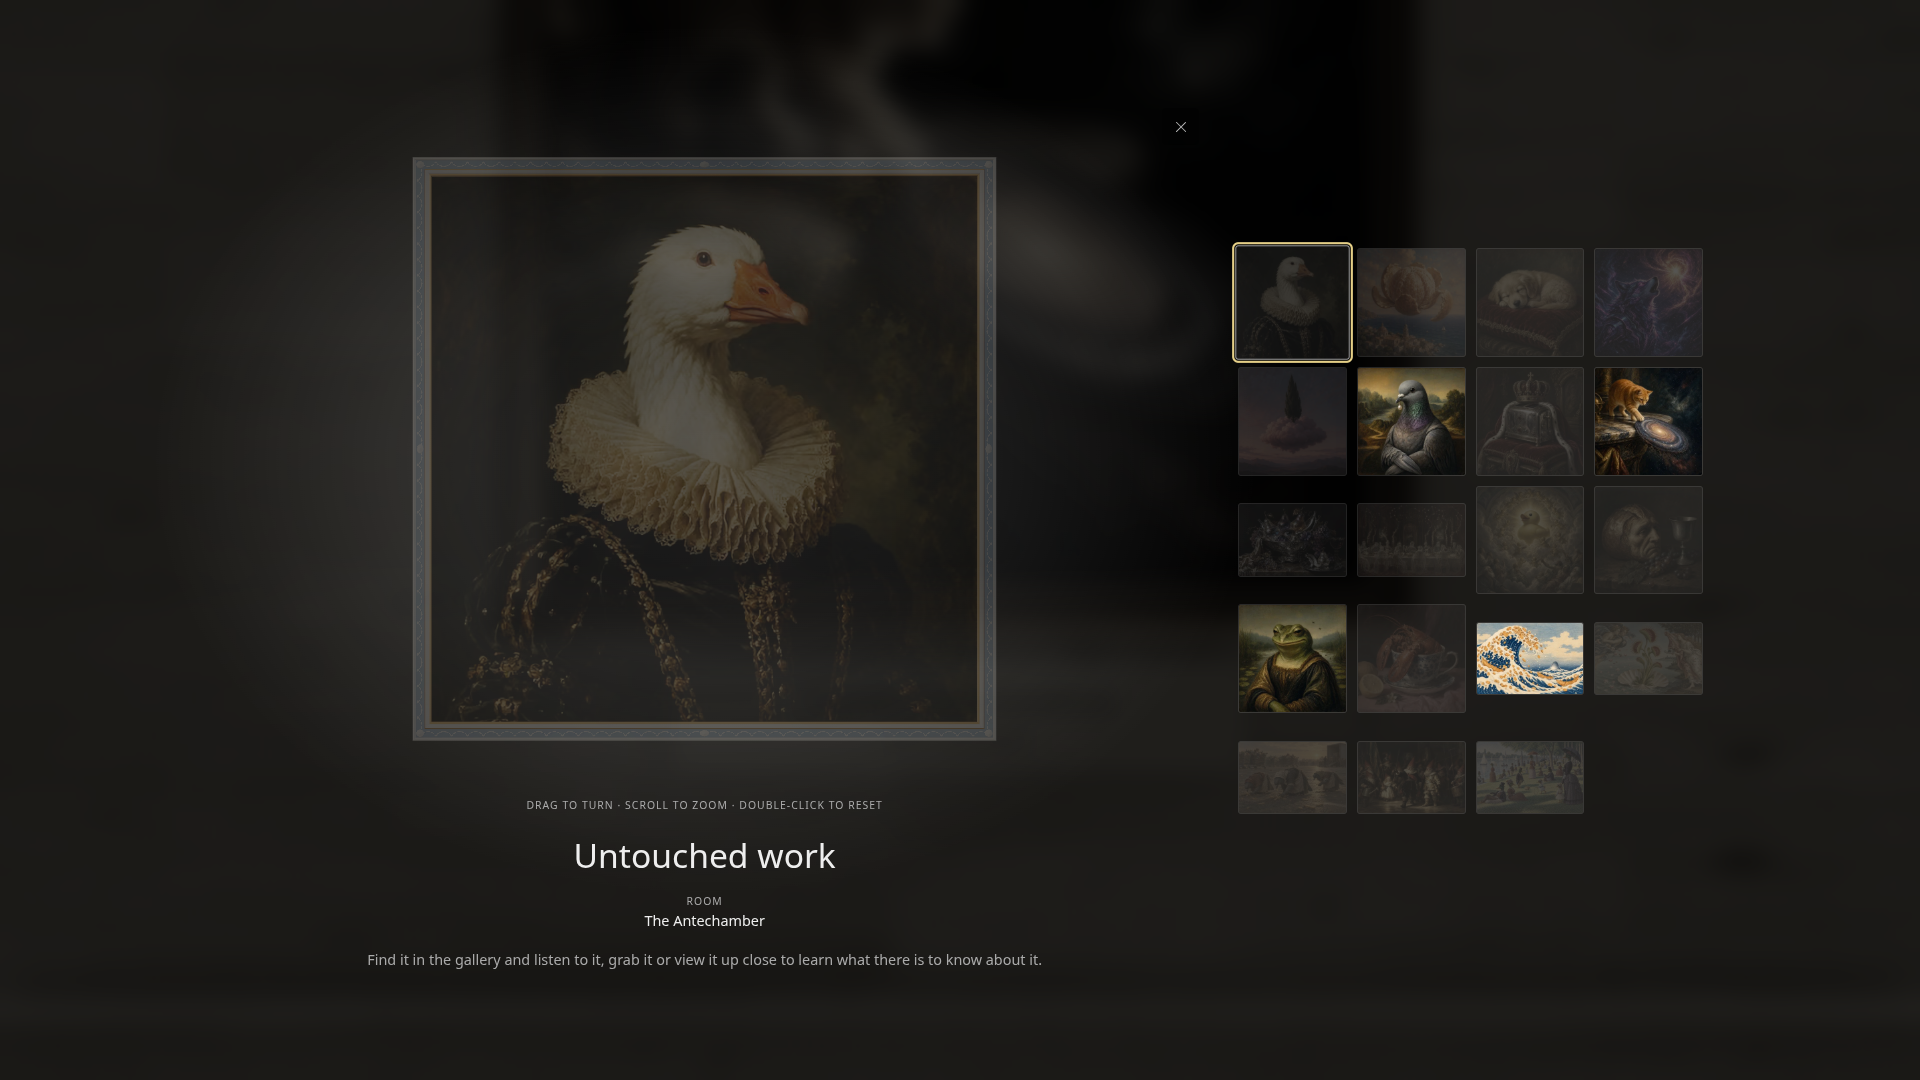 DRAG TO TURN · SCROLL TO ZOOM · DOUBLE-CLICK TO RESET
Untouched work
ROOM
The Antechamber
Find it in the gallery and listen to it, grab it or view it up close to learn what there is to know about it.